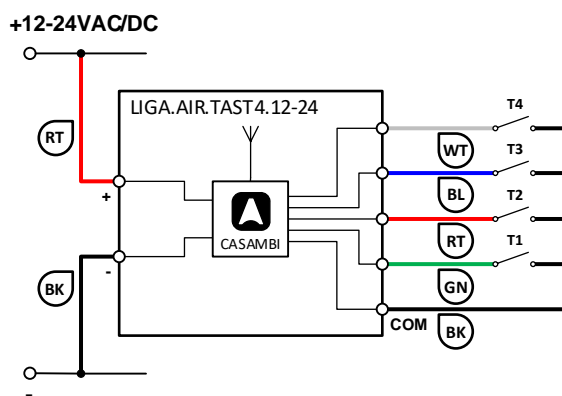 +12-24VAC/DC
LIGA.AIR.TAST4.12-24
T4
RT
WT
T3
BL
T2
+
CASAMBI
RT
T1
-
BK
GN
COM
BK
-